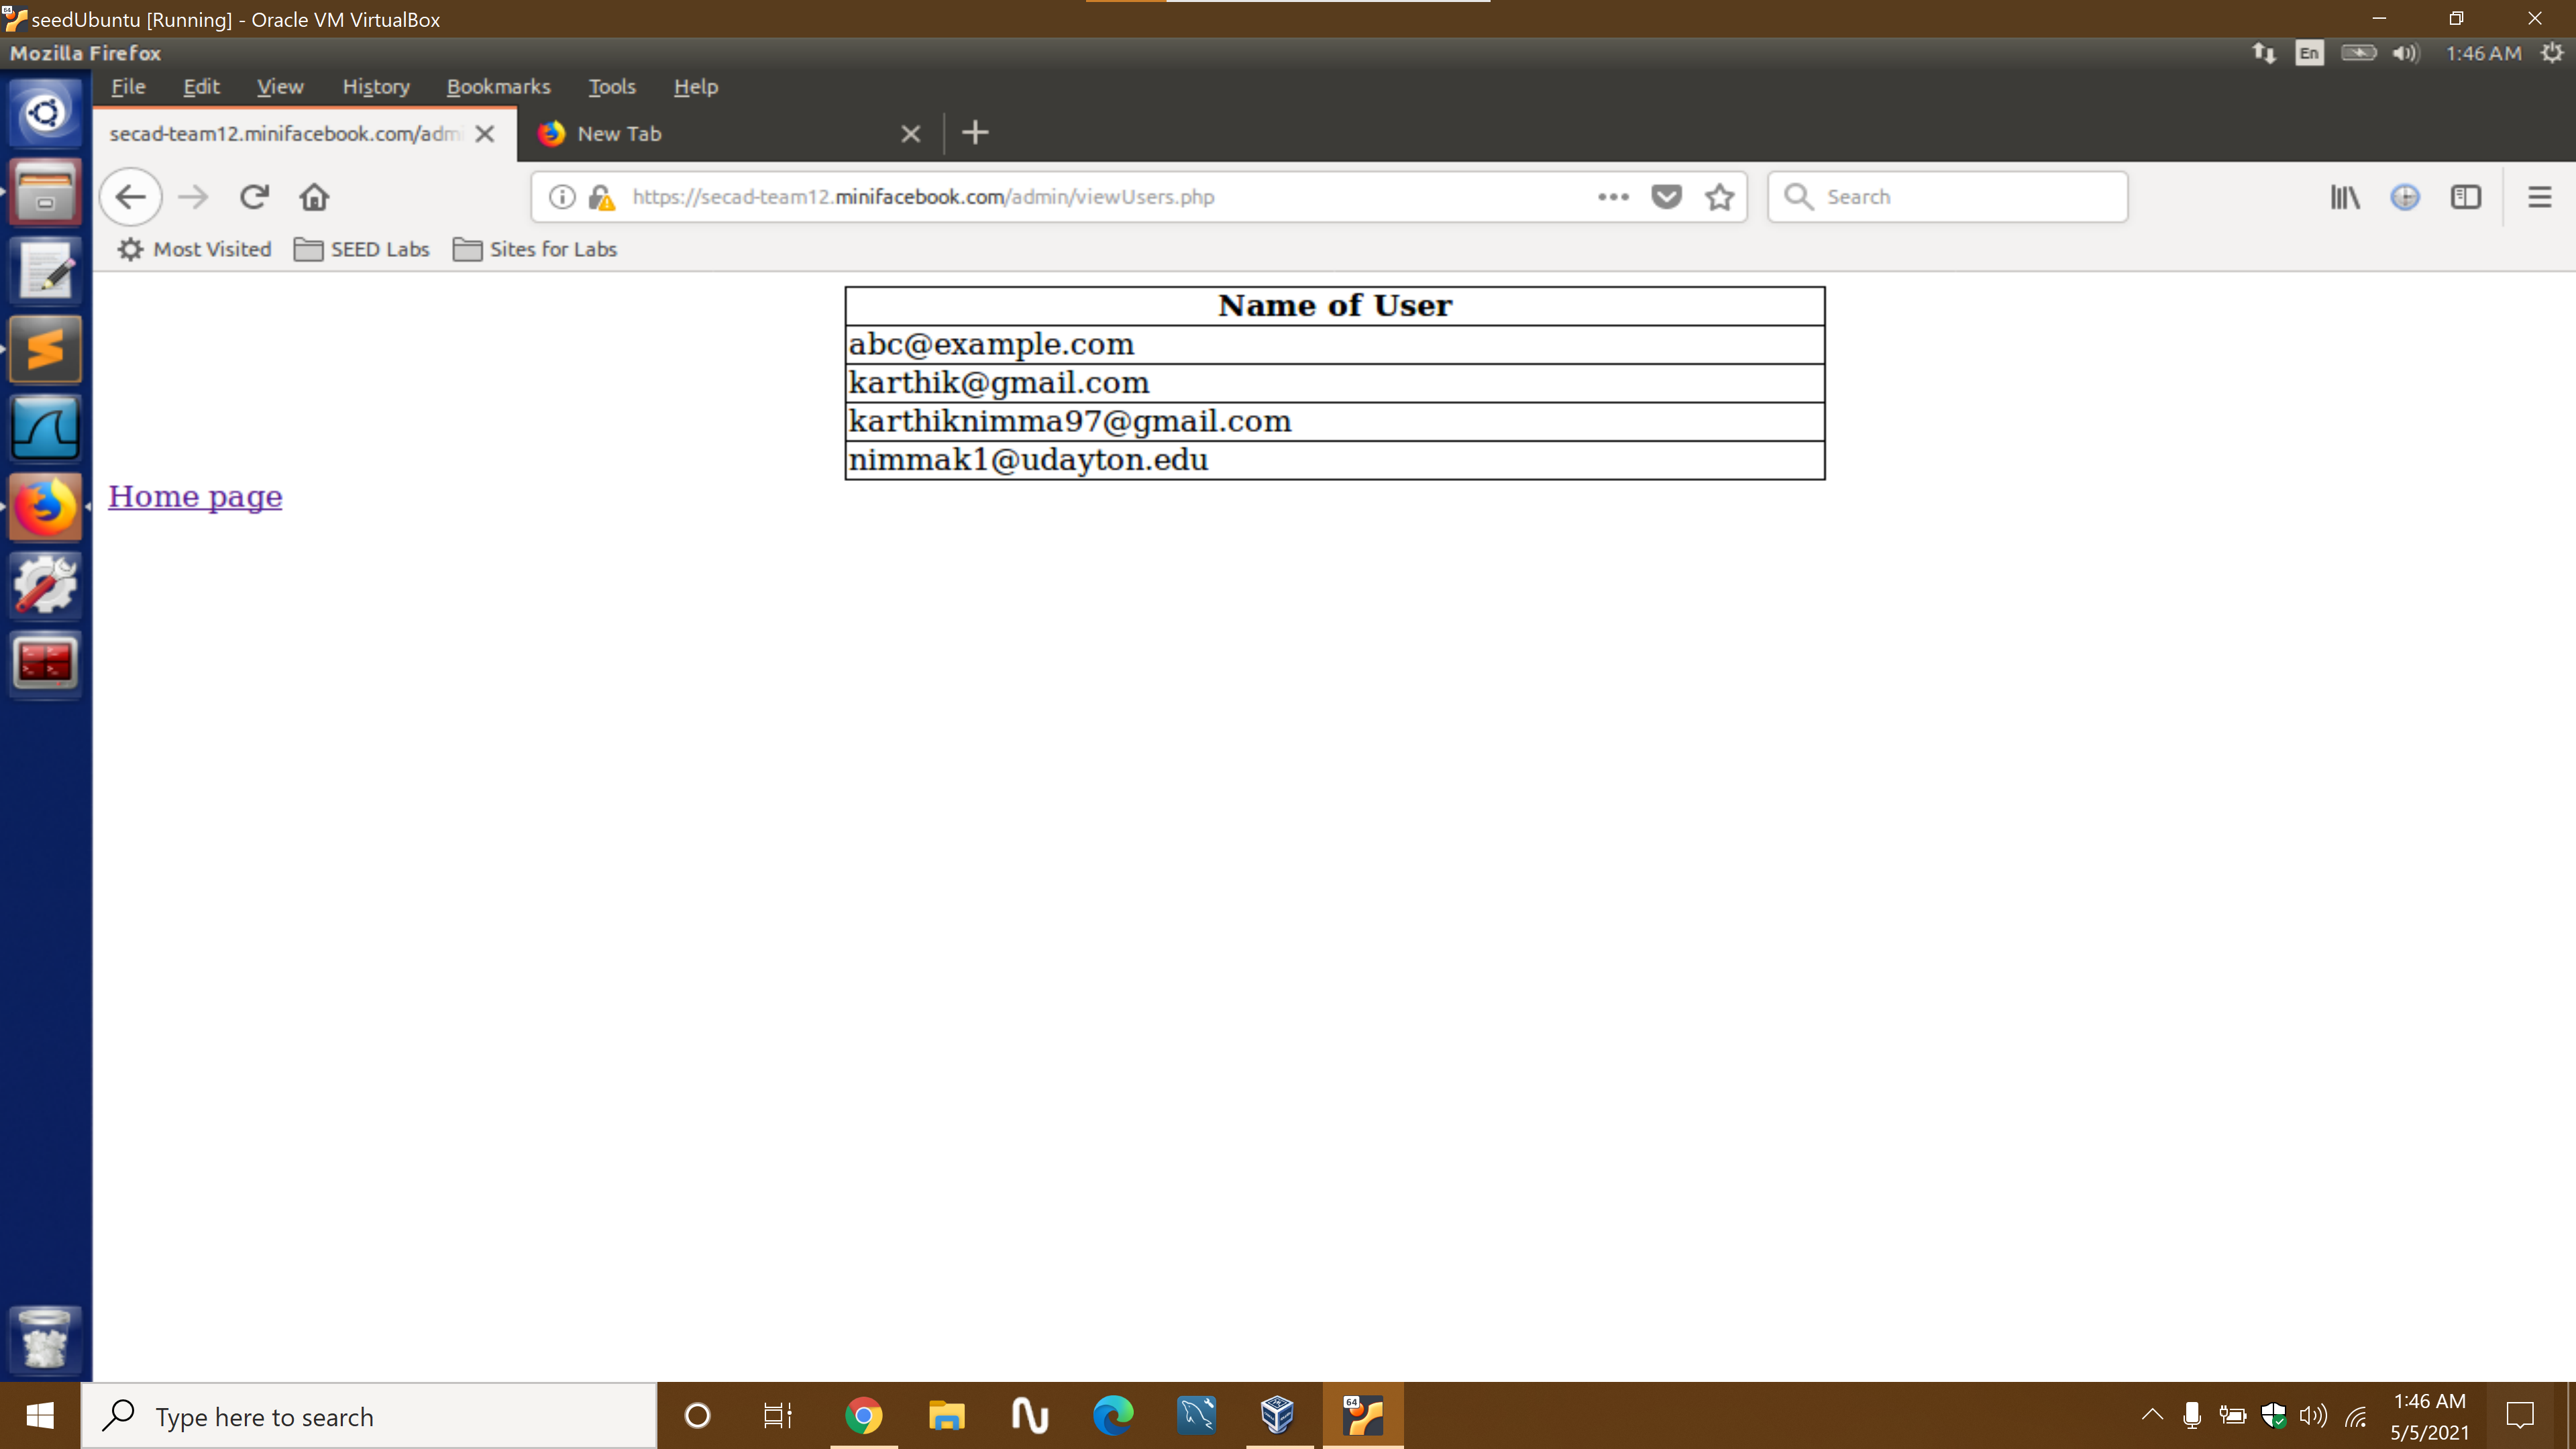 seedUbuntu [Running] - Oracle VM VirtualBox
Mozilla Firefox
En
1:46 AM
File Edit View History Bookmarks Tools Help
secad-team12.minifacebook.com/adm
New Tab
https://secad-team12.minifacebook.com/admin/viewUsers.php
Search
Most Visited
SEED Labs
Sites for Labs
Name of User
abc@example.com
karthik@gmail.com
karthiknimma97@gmail.com
nimmak1@udayton.edu
Home page
Type here to search
64
1:46 AM
5/5/2021